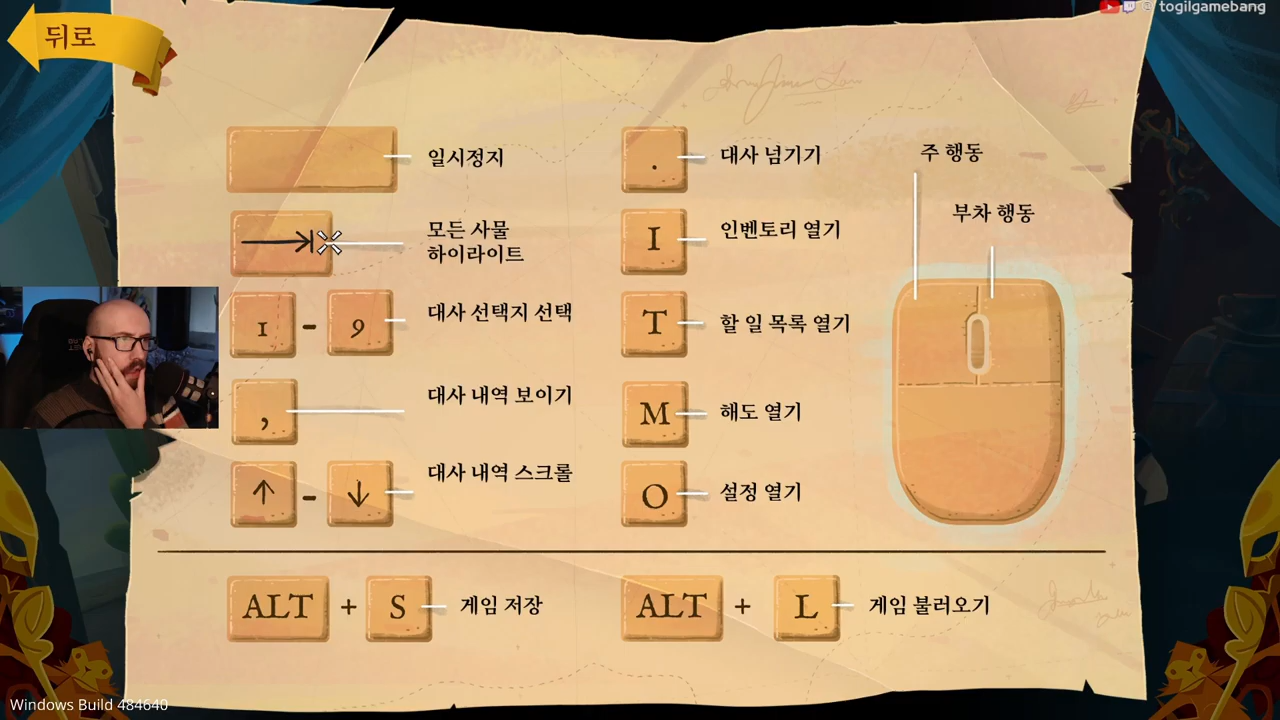 뒤로
@ togilgamebang
일시정지
모든 사물
하이라이트
1 - 9 대사 선택지 선택
, 대사 내역 보이기
↑ - ↓ 대사 내역 스크롤
. 대사 넘기기
I 인벤토리 열기
T 할 일 목록 열기
M 해도 열기
O 설정 열기
주 행동
부차 행동
ALT + S 게임 저장
ALT + L 게임 불러오기
Windows Build 484640